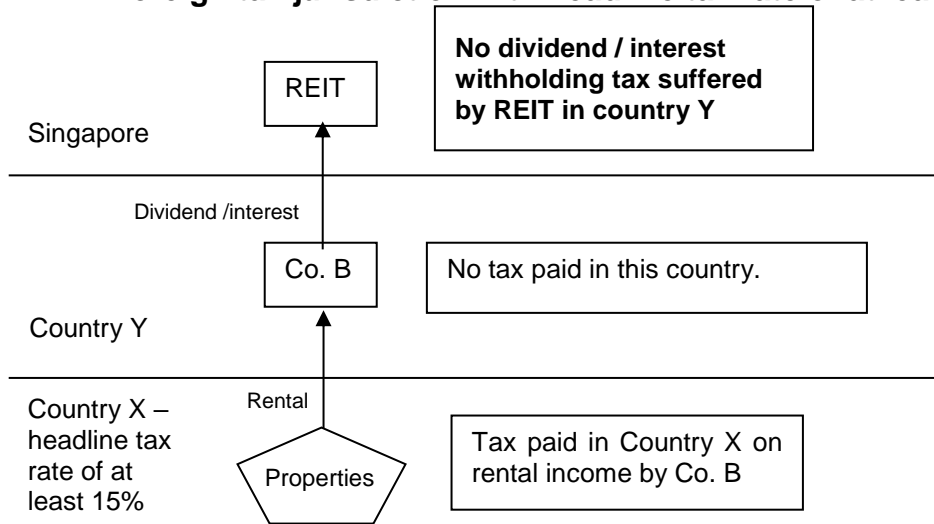 No dividend / interest
withholding tax suffered
by REIT in country Y
REIT
Singapore
Dividend /interest
Co. B
No tax paid in this country.
Country Y
Country X –
headline tax
rate of at
least 15%
Rental
Properties
Tax paid in Country X on
rental income by Co. B